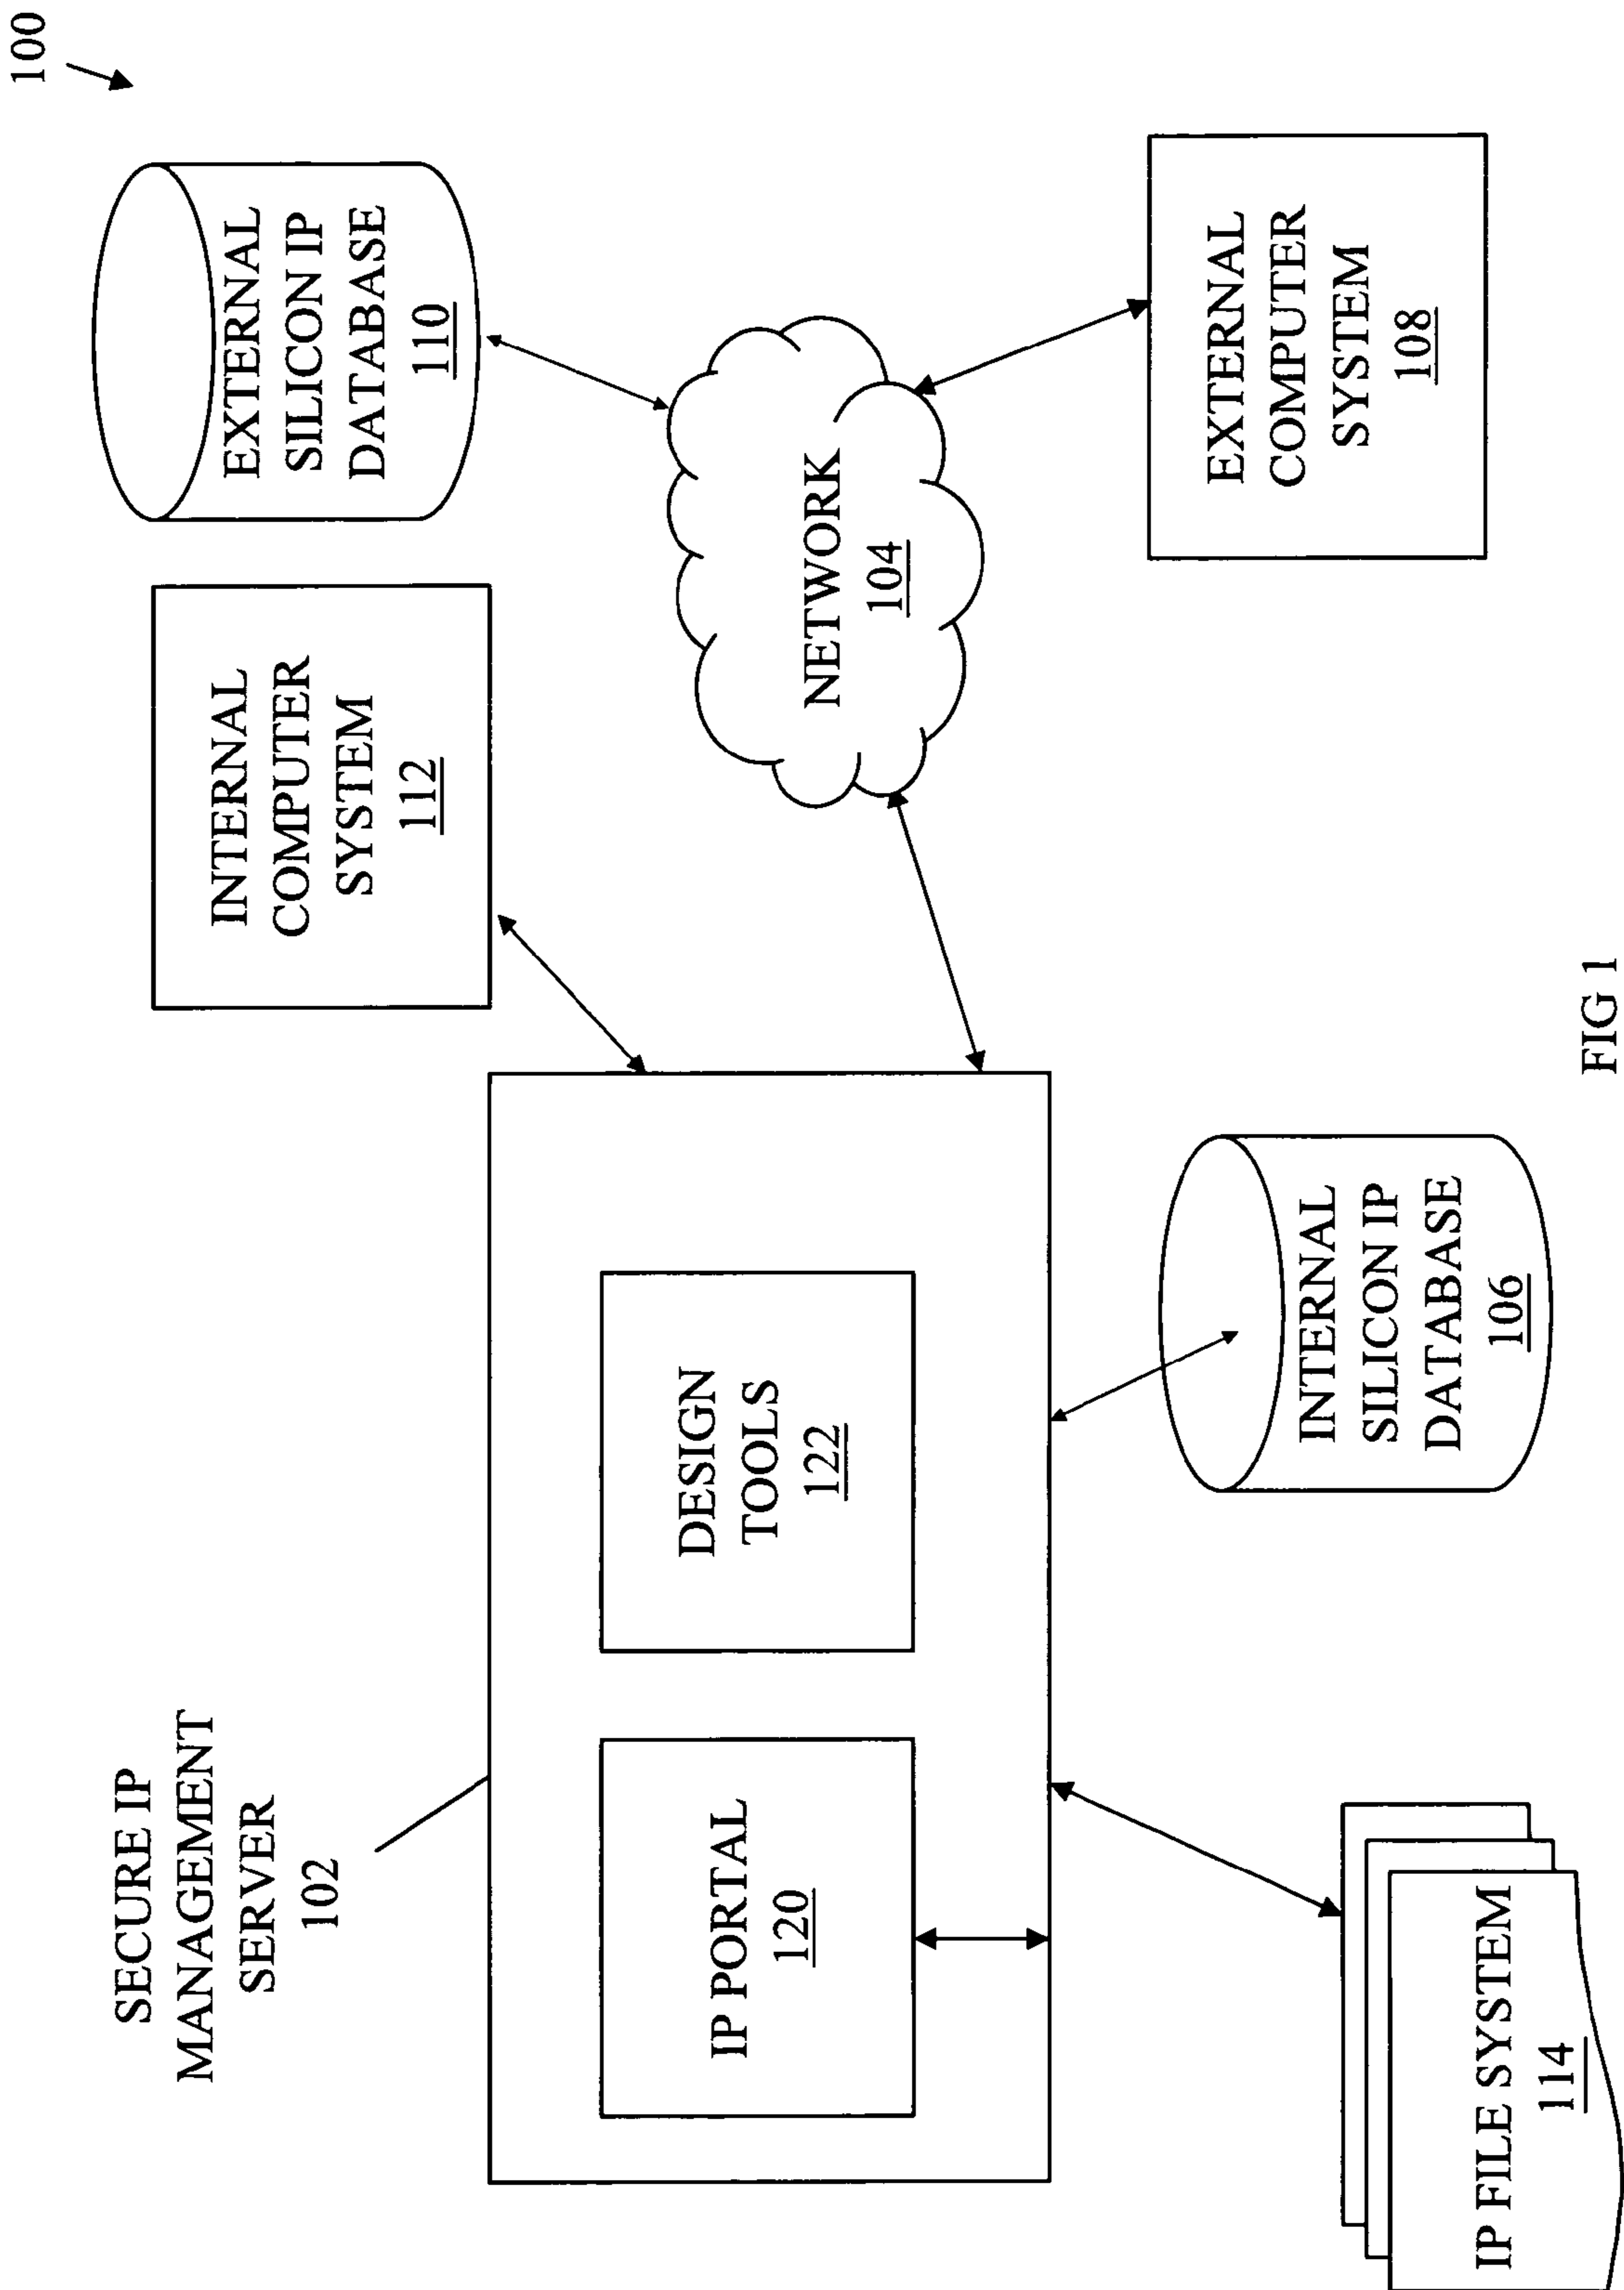 100
SECURE IP
MANAGEMENT
SERVER
102
INTERNAL
COMPUTER
SYSTEM
112
EXTERNAL
SILICON IP
DATABASE
110
IP PORTAL
120
DESIGN
TOOLS
122
NETWORK
104
IP FILE SYSTEM
114
INTERNAL
SILICON IP
DATABASE
106
EXTERNAL
COMPUTER
SYSTEM
108
FIG 1